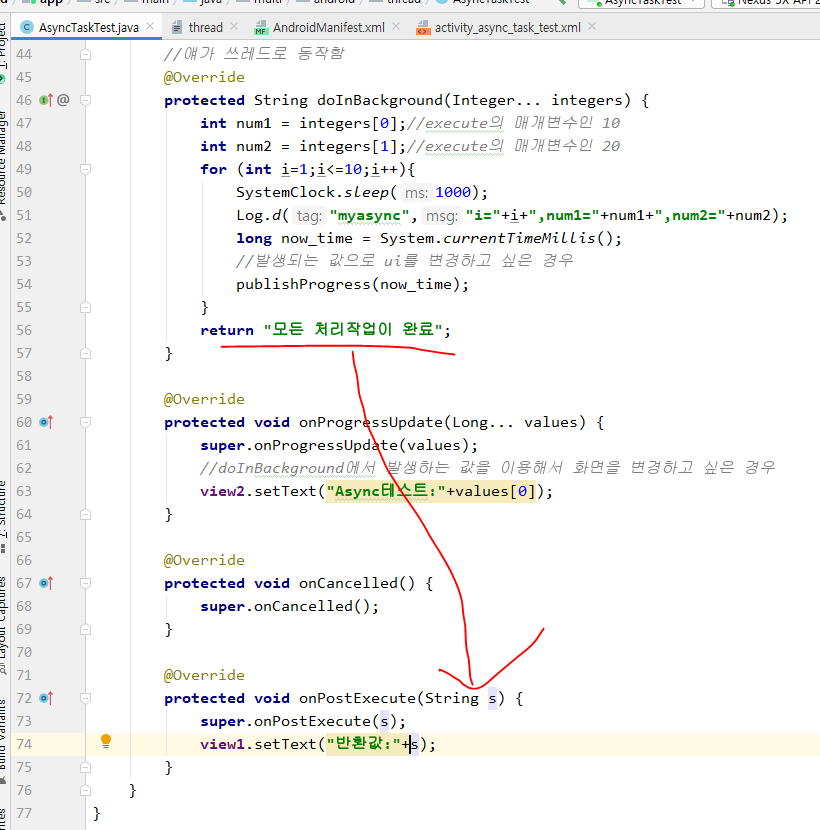 app src main java multi android thread AsyncTaskTest AsyncTaskTest Nexus 5X API 2
AsyncTaskTest.java thread AndroidManifest.xml activity_async_task_test.xml
44 //얘가 쓰레드로 동작함
45 @Override
46 protected String doInBackground(Integer... integers) {
47 int num1 = integers[0];//execute의 매개변수인 10
48 int num2 = integers[1];//execute의 매개변수인 20
49 for (int i=1;i<=10;i++){
50 SystemClock.sleep( ms: 1000);
51 Log.d( tag: "myasync", msg: "i="+i+",num1="+num1+",num2="+num2);
52 long now_time = System.currentTimeMillis();
53 //발생되는 값으로 ui를 변경하고 싶은 경우
54 publishProgress(now_time);
55 }
56 return "모든 처리작업이 완료";
57 }
58
59 @Override
60 protected void onProgressUpdate(Long... values) {
61 super.onProgressUpdate(values);
62 //doInBackground에서 발생하는 값을 이용해서 화면을 변경하고 싶은 경우
63 view2.setText("Async테스트:"+values[0]);
64 }
65
66 @Override
67 protected void onCancelled() {
68 super.onCancelled();
69 }
70
71 @Override
72 protected void onPostExecute(String s) {
73 super.onPostExecute(s);
74 view1.setText("반환값:"+s);
75 }
76 }
77 }
1: Project
Resource Manager
7: Structure
Layout Captures
Build Variants